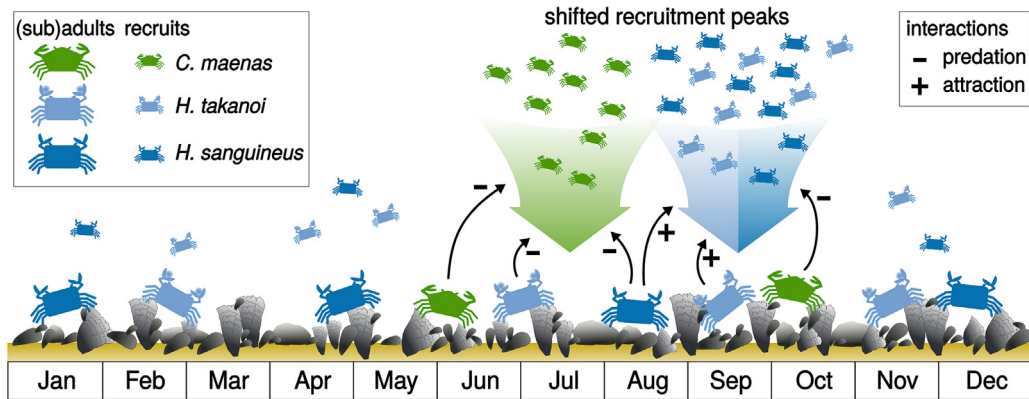 (sub)adults recruits
C. maenas
H. takanoi
H. sanguineus
shifted recruitment peaks
interactions
- predation
+ attraction
-
-
-
+
+
-
Jan Feb Mar Apr May Jun Jul Aug Sep Oct Nov Dec